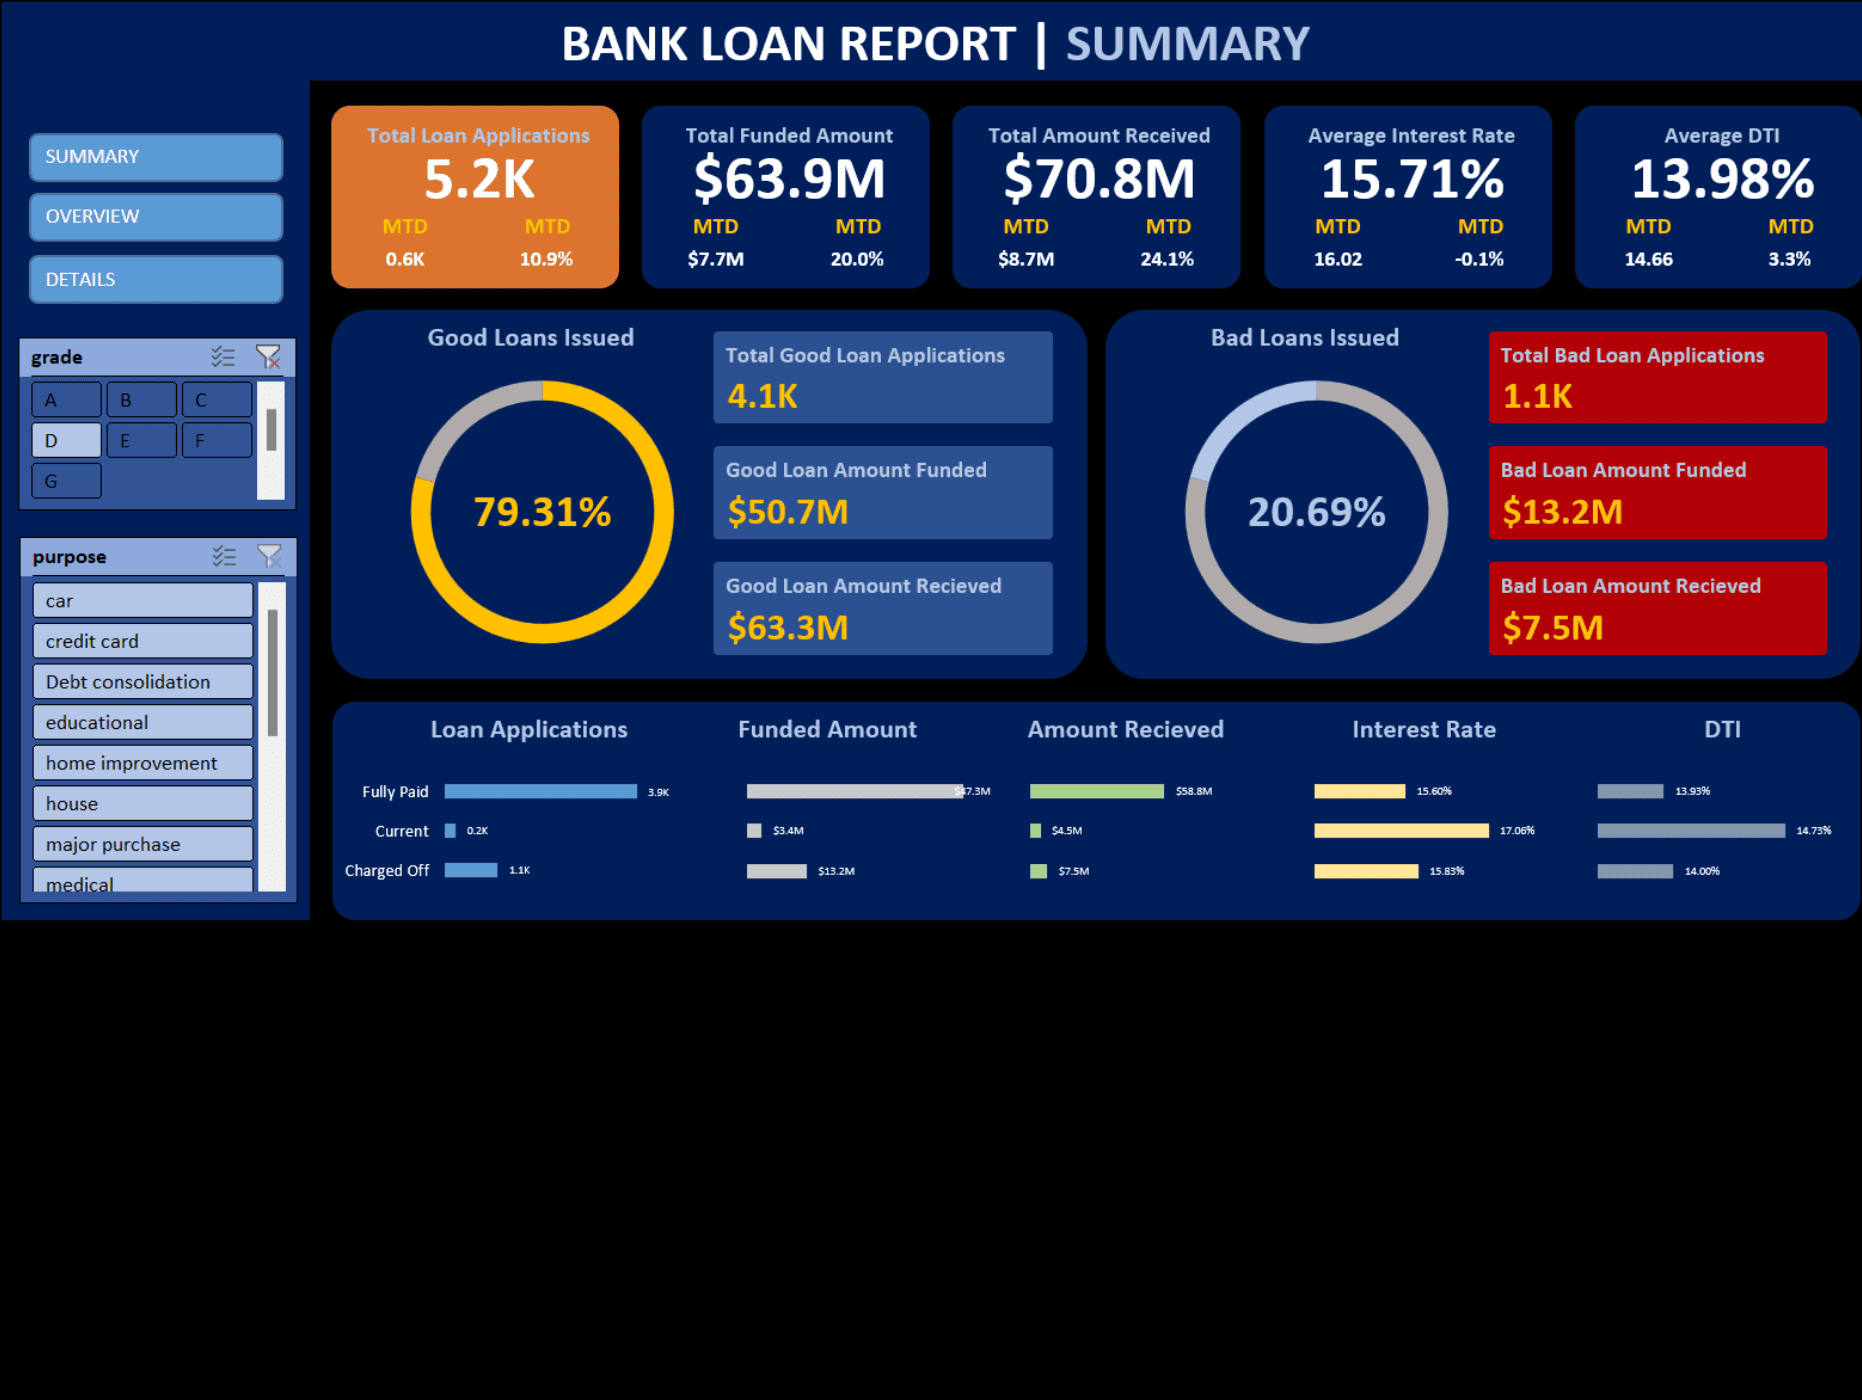 BANK LOAN REPORT | SUMMARY
SUMMARY
OVERVIEW
DETAILS
grade
A B C
D E F
G
purpose
car
credit card
Debt consolidation
educational
home improvement
house
major purchase
medical
Total Loan Applications
5.2K
MTD MTD
0.6K 10.9%
Total Funded Amount
$63.9M
MTD MTD
$7.7M 20.0%
Total Amount Received
$70.8M
MTD MTD
$8.7M 24.1%
Average Interest Rate
15.71%
MTD MTD
16.02 -0.1%
Average DTI
13.98%
MTD MTD
14.66 3.3%
Good Loans Issued
79.31%
Total Good Loan Applications
4.1K
Good Loan Amount Funded
$50.7M
Good Loan Amount Recieved
$63.3M
Bad Loans Issued
20.69%
Total Bad Loan Applications
1.1K
Bad Loan Amount Funded
$13.2M
Bad Loan Amount Recieved
$7.5M
Loan Applications Funded Amount Amount Recieved Interest Rate DTI
Fully Paid 3.9K $47.3M $58.8M 15.60% 13.93%
Current 0.2K $3.4M $4.5M 17.06% 14.73%
Charged Off 1.1K $13.2M $7.5M 15.83% 14.00%